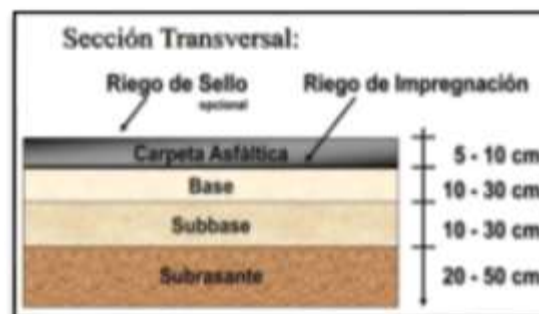 Sección Transversal:
Riego de Sello
opcional
Riego de Impregnación
Carpeta Asfáltica
5 - 10 cm
Base
10 - 30 cm
Subbase
10 - 30 cm
Subrasante
20 - 50 cm